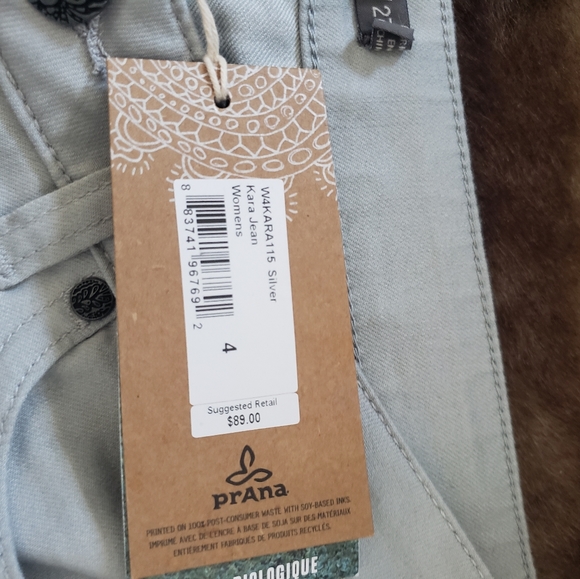 27
W4KARA115 Silver
Kara Jean
Womens
8 83741 96769 2
4
Suggested Retail
$89.00
prAna
PRINTED ON 100% POST-CONSUMER WASTE WITH SOY-BASED INKS
IMPRIMÉ AVEC DE L'ENCRE À BASE DE SOJA SUR DES MATÉRIAUX
ENTIÈREMENT FABRIQUÉS DE PRODUITS RECYCLÉS.
BIOLOGIQUE